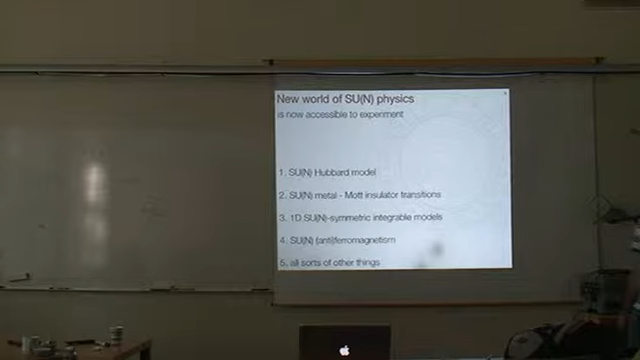 New world of SU(N) physics
is now accessible to experiment
1. SU(N) Hubbard model
2. SU(N) metal - Mott insulator transitions
3. 1D SU(N)-symmetric integrable models
4. SU(N) (anti)ferromagnetism
5. all sorts of other things